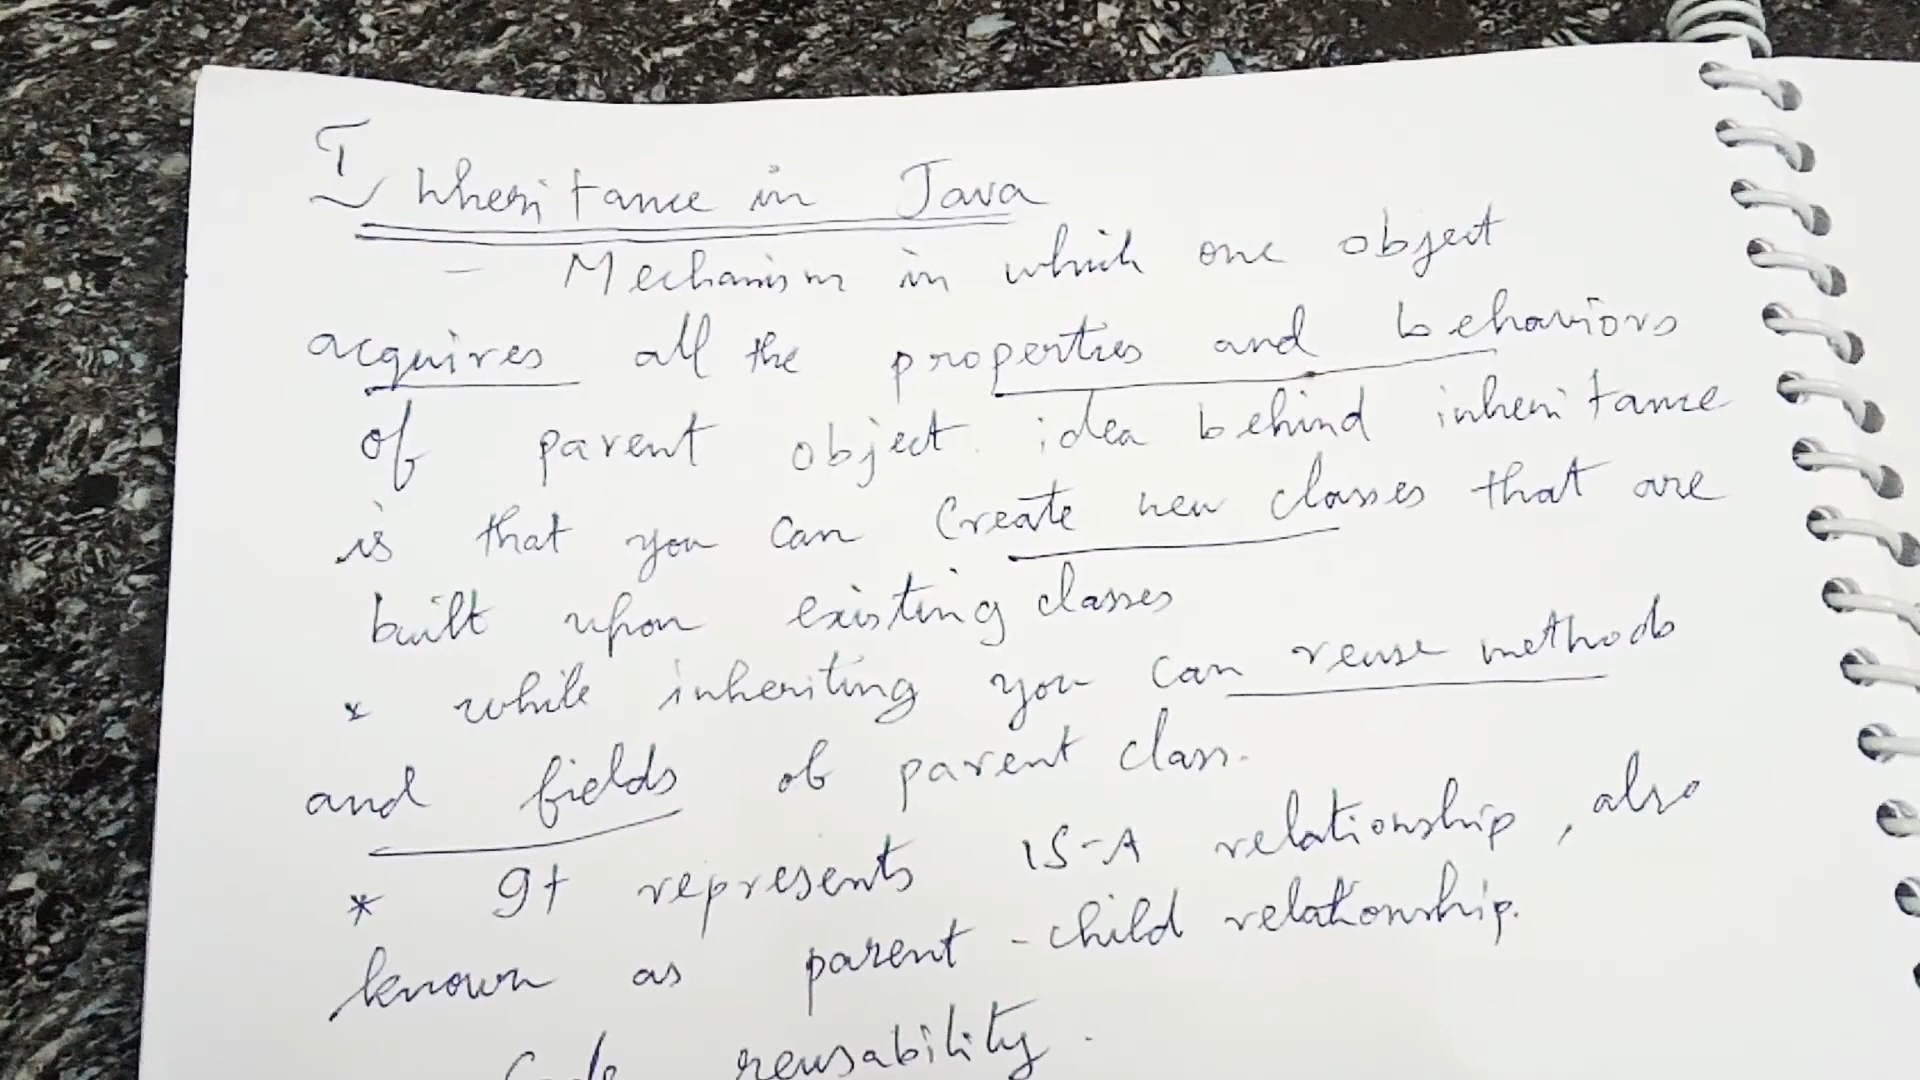 Inheritance in Java
- Mechanism in which one object
acquires all the properties and behaviors
of parent object. idea behind inheritance
is that you can create new classes that are
built upon existing classes
* while inheriting you can reuse methods
and fields of parent class.
* It represents IS-A relationship, also
known as parent-child relationship.
Code reusability.